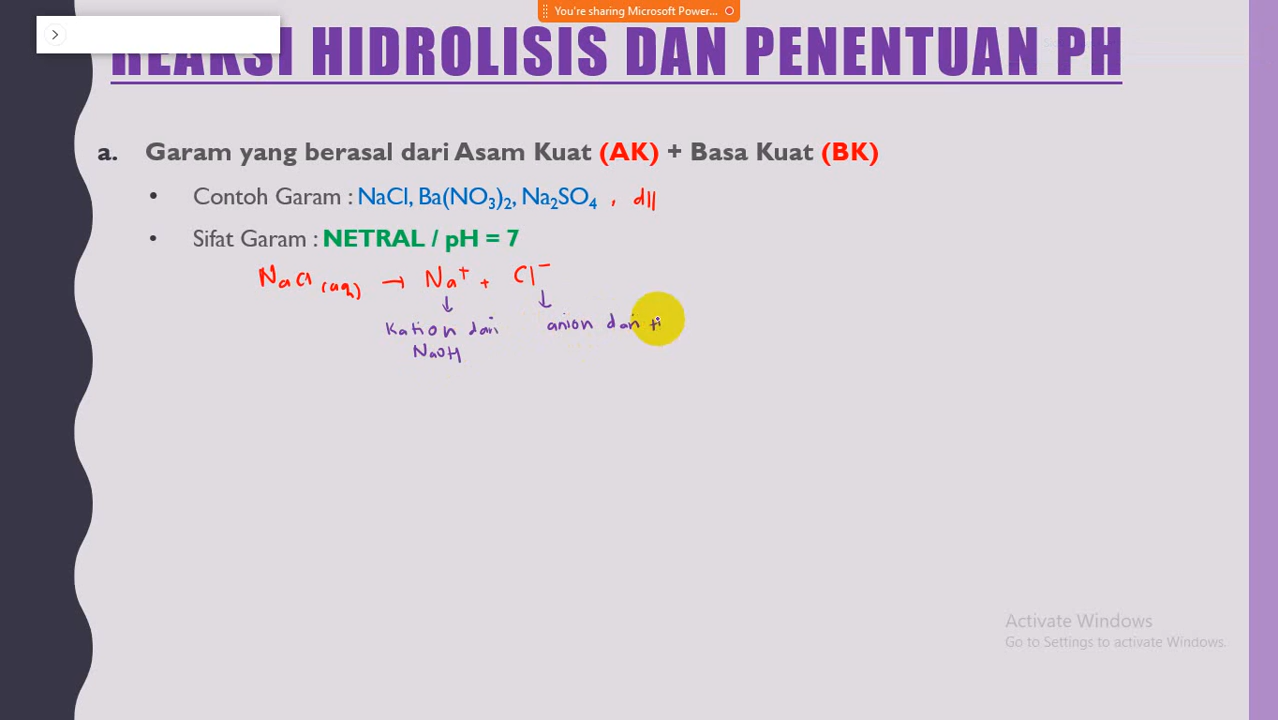 You're sharing Microsoft Power...
REAKSI HIDROLISIS DAN PENENTUAN PH
a. Garam yang berasal dari Asam Kuat (AK) + Basa Kuat (BK)
• Contoh Garam : NaCl, Ba(NO₃)₂, Na₂SO₄ , dll
• Sifat Garam : NETRAL / pH = 7
NaCl (aq) → Na⁺ + Cl⁻
↓ ↓
Kation dari anion dari
NaOH
Activate Windows
Go to Settings to activate Windows.